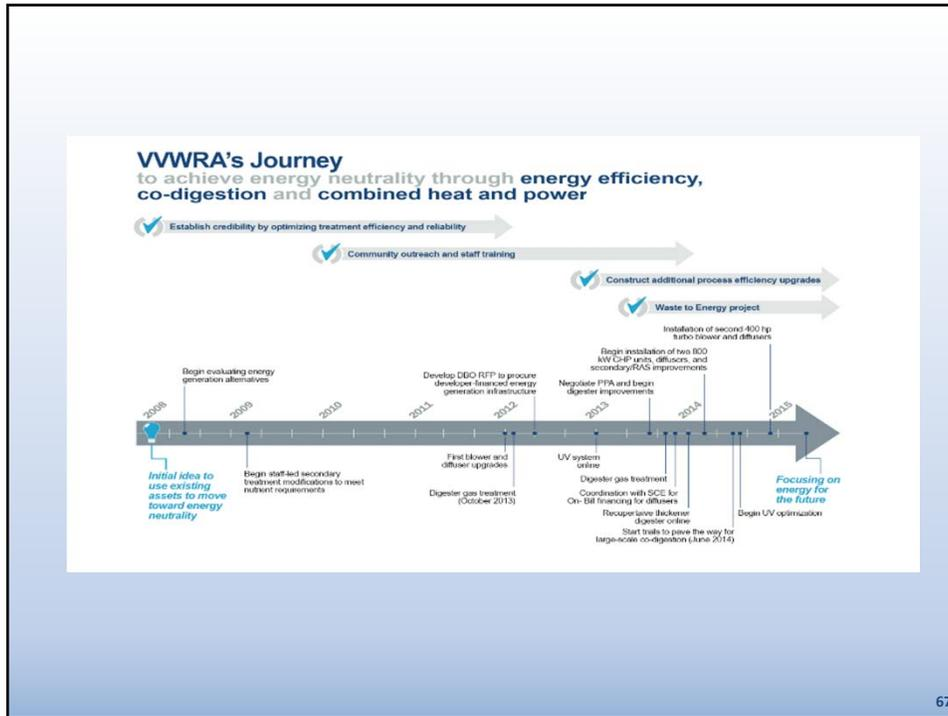 VVWRA's Journey
to achieve energy neutrality through energy efficiency,
co-digestion and combined heat and power
Establish credibility by optimizing treatment efficiency and reliability
Community outreach and staff training
Construct additional process efficiency upgrades
Waste to Energy project
Installation of second 400 hp
turbo blower and diffusers
Begin installation of two 800
kW CHP units, diffusers, and
secondary/RAS improvements
Begin evaluating energy
generation alternatives
Develop DBO RFP to procure
developer-financed energy
generation infrastructure
Negotiate PPA and begin
digester improvements
2008
2009
2010
2011
2012
2013
2014
2015
Initial idea to
use existing
assets to move
toward energy
neutrality
Begin staff-led secondary
treatment modifications to meet
nutrient requirements
First blower and
diffuser upgrades
Digester gas treatment
(October 2013)
UV system
online
Digester gas treatment
Coordination with SCE for
On- Bill financing for diffusers
Recupertaive thickener
digester online
Start trails to pave the way for
large-scale co-digestion (June 2014)
Begin UV optimization
Focusing on
energy for
the future
67